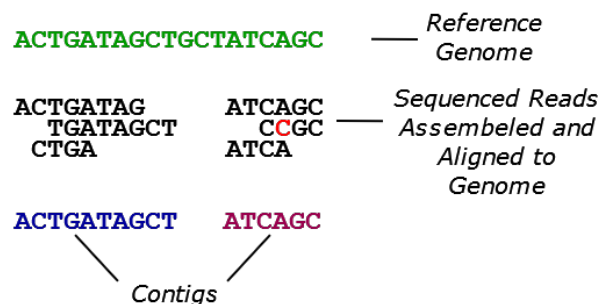 ACTGATAGCTGCTATCAGC
Reference
Genome
ACTGATAG ATCAGC
TGATAGCT CCGC
CTGA ATCA
Sequenced Reads
Assembeled and
Aligned to
Genome
ACTGATAGCT ATCAGC
Contigs